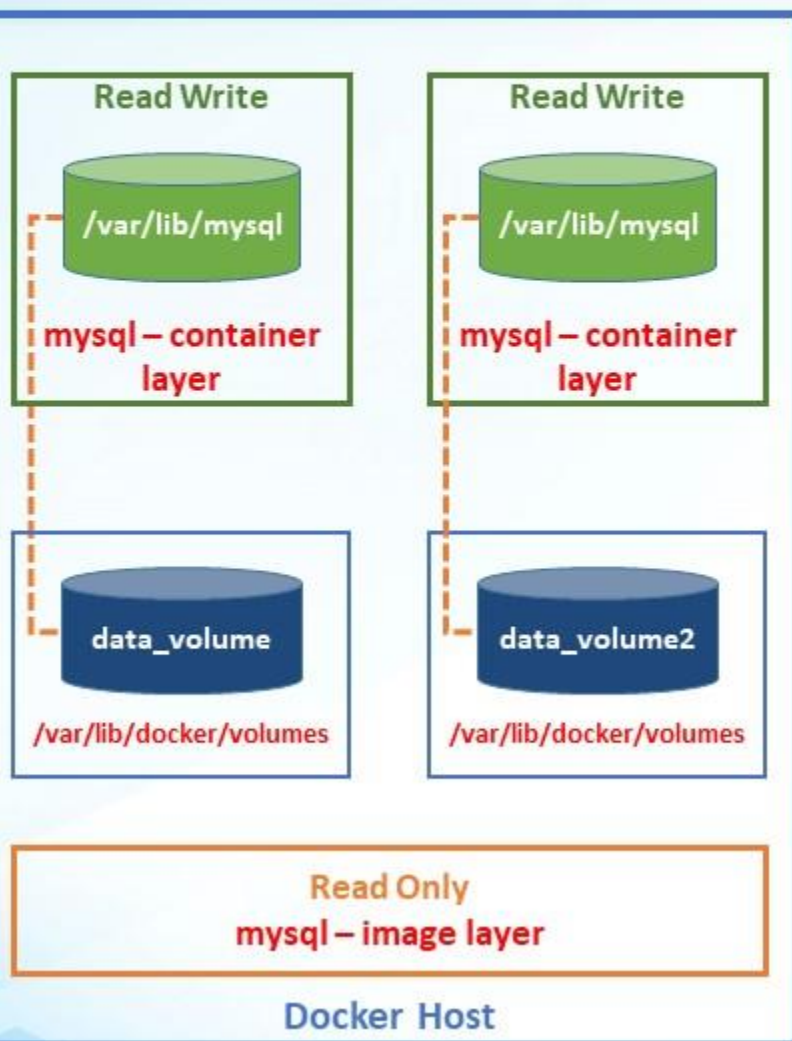 Read Write
/var/lib/mysql
mysql – container
layer
Read Write
/var/lib/mysql
mysql – container
layer
data_volume
/var/lib/docker/volumes
data_volume2
/var/lib/docker/volumes
Read Only
mysql – image layer
Docker Host